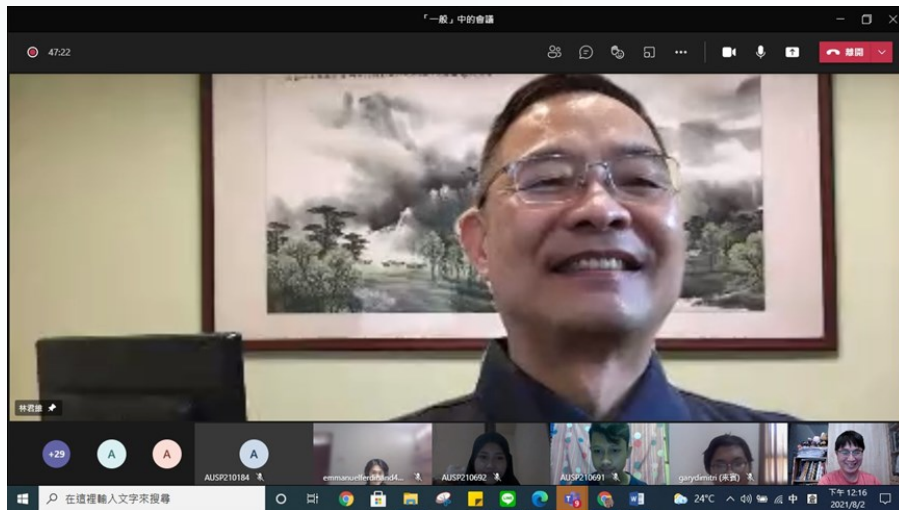 「一般」中的會議
47:22
離開
林君維
+29
A
A
A
AUSP210184
emmanuelferdinand4...
AUSP210692
AUSP210691
garydimitri (來賓)
在這裡輸入文字來搜尋
24°C
中
下午 12:16
2021/8/2